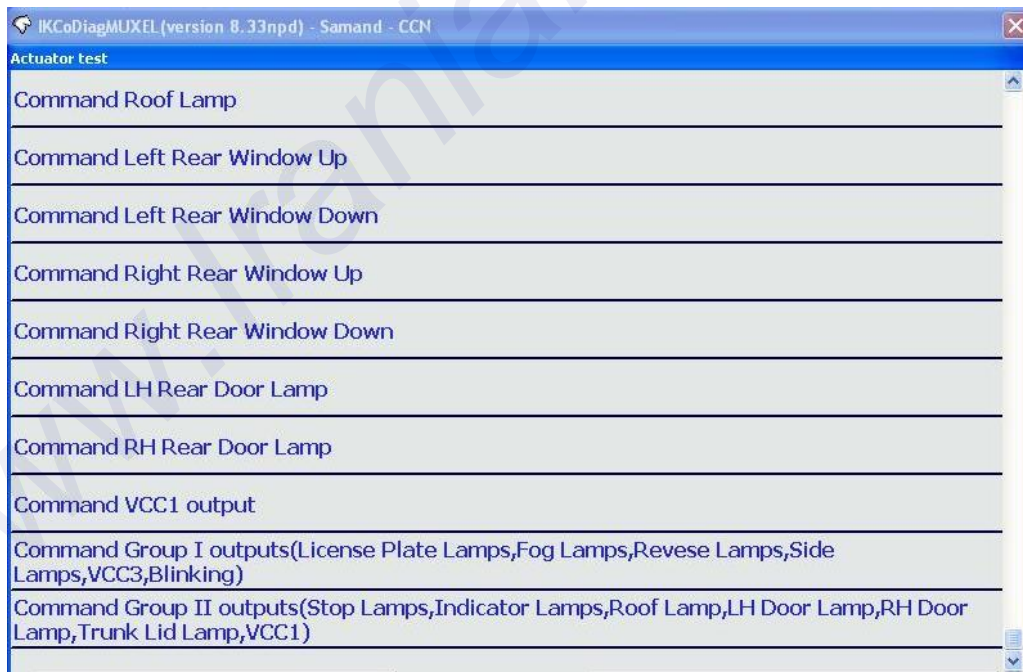 IKCoDiagMUXEL(version 8.33npd) - Samand - CCN
Actuator test
Command Roof Lamp
Command Left Rear Window Up
Command Left Rear Window Down
Command Right Rear Window Up
Command Right Rear Window Down
Command LH Rear Door Lamp
Command RH Rear Door Lamp
Command VCC1 output
Command Group I outputs(License Plate Lamps,Fog Lamps,Revese Lamps,Side
Lamps,VCC3,Blinking)
Command Group II outputs(Stop Lamps,Indicator Lamps,Roof Lamp,LH Door Lamp,RH Door
Lamp,Trunk Lid Lamp,VCC1)